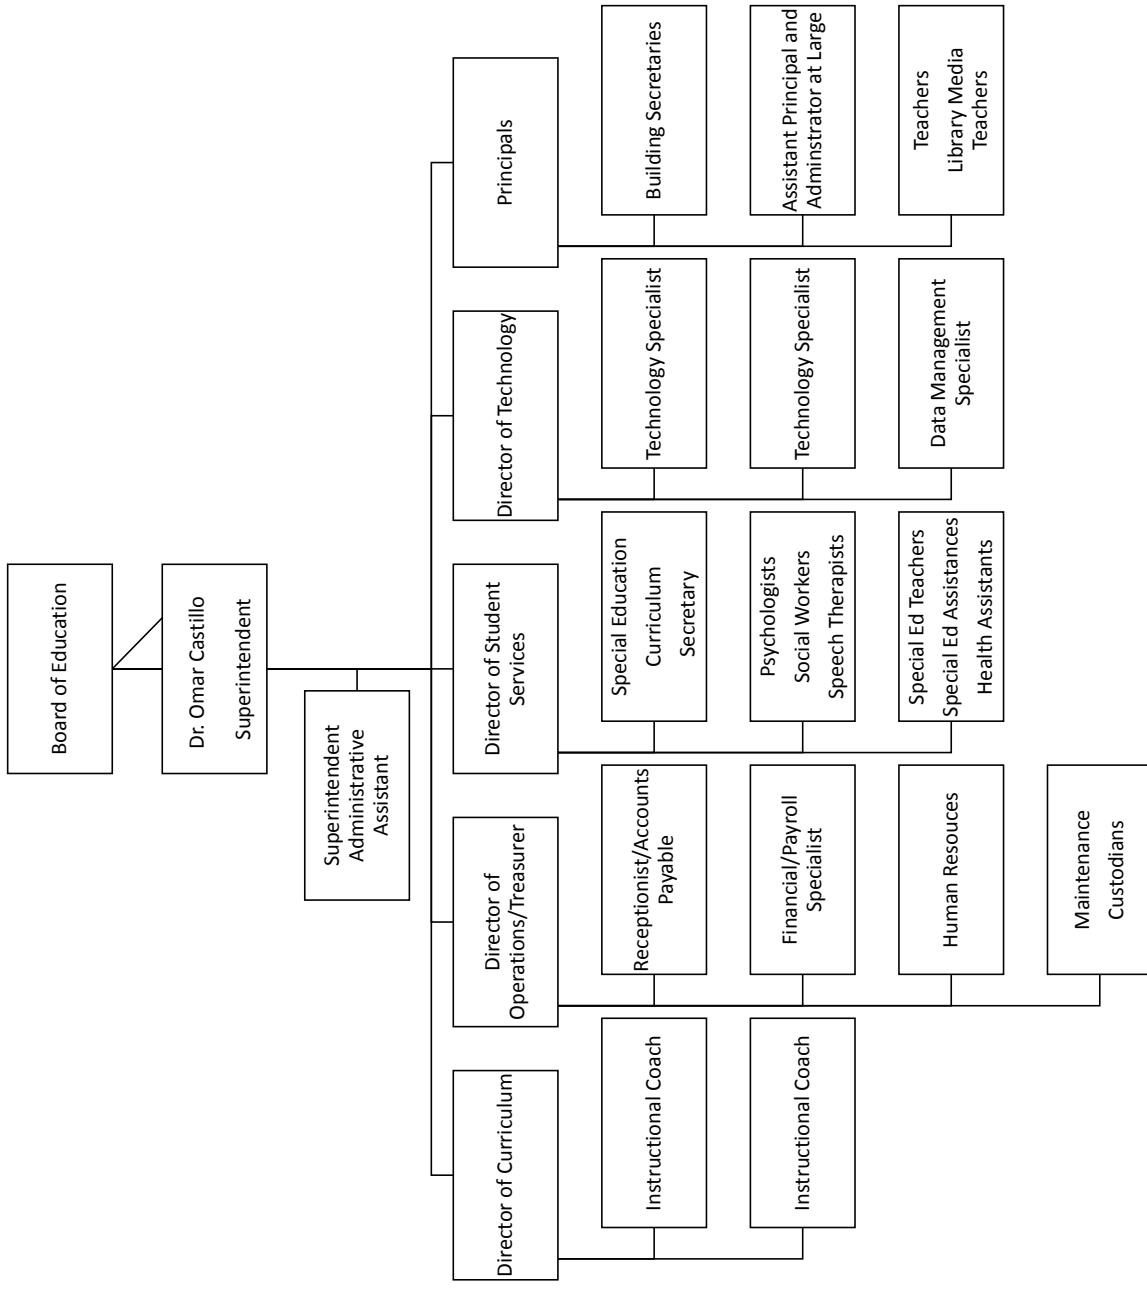 Board of Education
Dr. Omar Castillo
Superintendent
Superintendent
Administrative
Assistant
Director of Curriculum
Director of
Operations/Treasurer
Director of Student
Services
Director of Technology
Principals
Instructional Coach
Instructional Coach
Receptionist/Accounts
Payable
Financial/Payroll
Specialist
Human Resouces
Maintenance
Custodians
Special Education
Curriculum
Secretary
Psychologists
Social Workers
Speech Therapists
Special Ed Teachers
Special Ed Assistances
Health Assistants
Technology Specialist
Technology Specialist
Data Management
Specialist
Building Secretaries
Assistant Principal and
Adminstrator at Large
Teachers
Library Media
Teachers